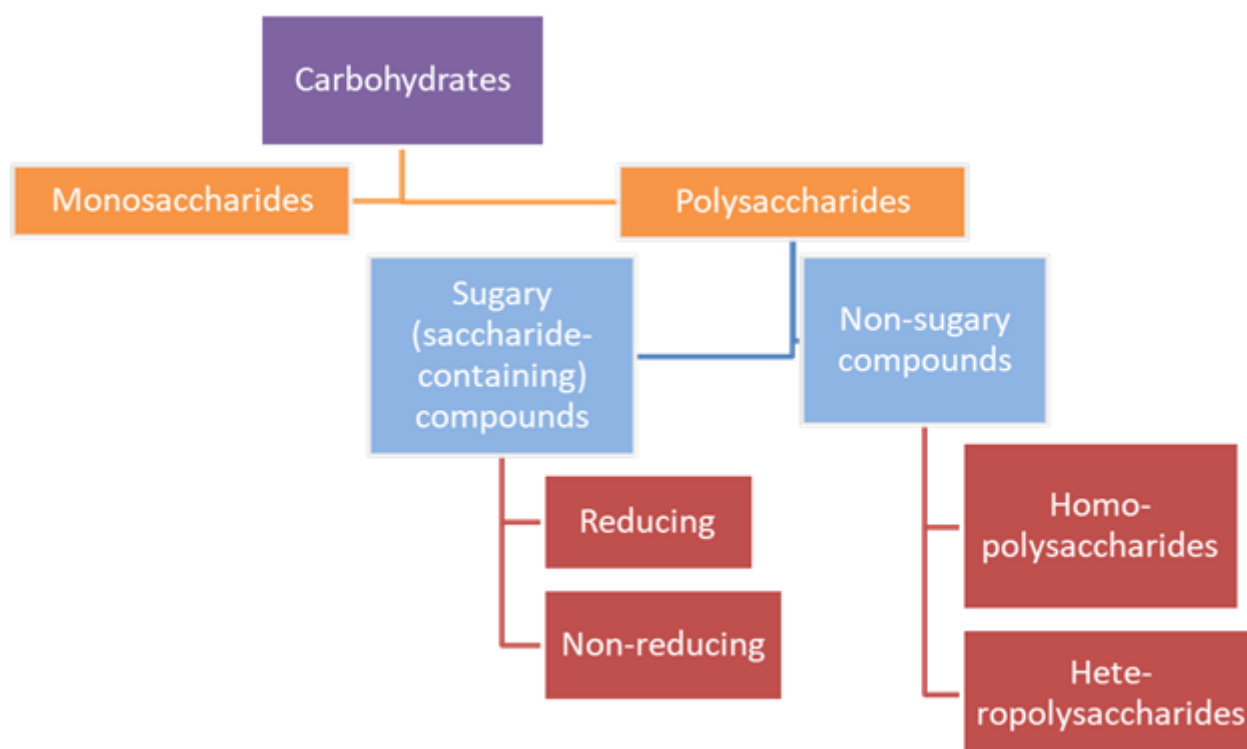 Carbohydrates
Monosaccharides
Polysaccharides
Sugary
(saccharide-
containing)
compounds
Non-sugary
compounds
Reducing
Non-reducing
Homo-
polysaccharides
Hete-
ropolysaccharides